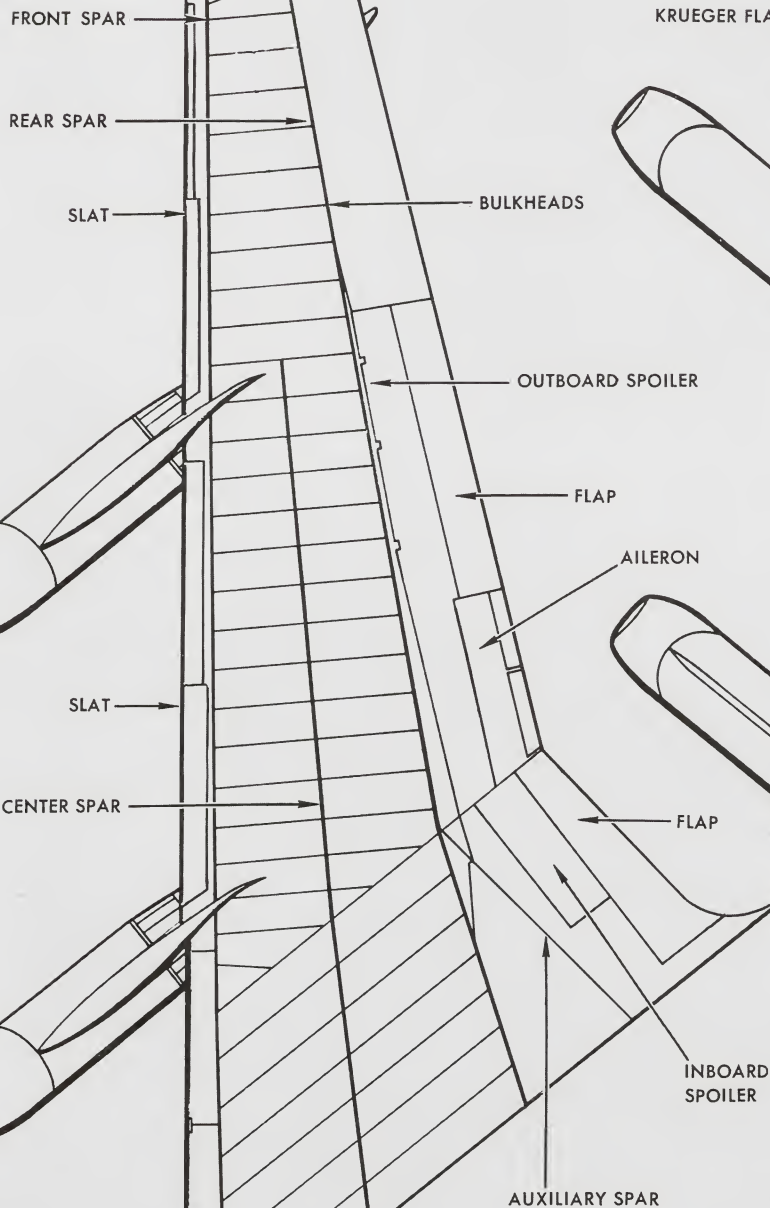 FRONT SPAR
KRUEGER FLA
REAR SPAR
BULKHEADS
SLAT
OUTBOARD SPOILER
FLAP
AILERON
SLAT
CENTER SPAR
FLAP
INBOARD
SPOILER
AUXILIARY SPAR